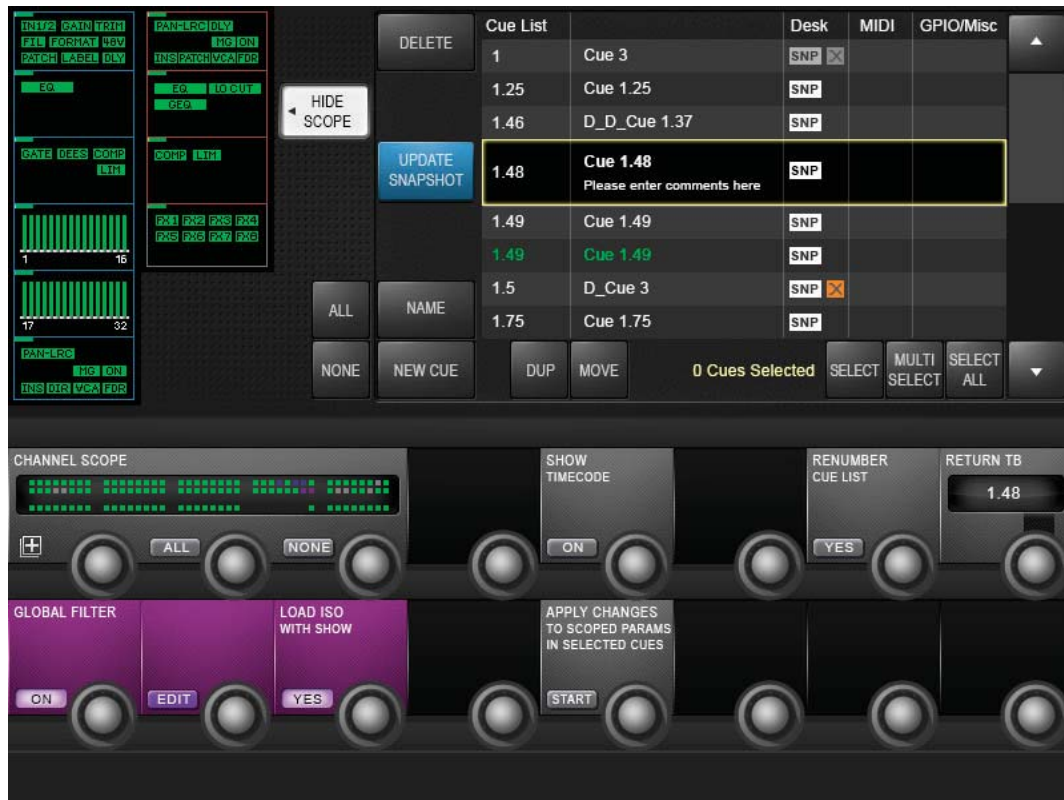 IN1/2 GAIN TRIM
FIL FORMAT 48V
PATCH LABEL DLY
EQ
GATE DEES COMP
LIM
1 16
17 32
PAN-LRC
MG ON
INS DIR VCA FDR
PAN-LRC DLY
MG ON
INS PATCH VCA FDR
EQ LO CUT
GEQ
COMP LIM
FX1 FX2 FX3 FX4
FX5 FX6 FX7 FX8
HIDE
SCOPE
ALL
NONE
DELETE
UPDATE
SNAPSHOT
NAME
NEW CUE
Cue List Desk MIDI GPIO/Misc
1 Cue 3 SNP
1.25 Cue 1.25 SNP
1.46 D_D_Cue 1.37 SNP
1.48 Cue 1.48 SNP
Please enter comments here
1.49 Cue 1.49 SNP
1.49 Cue 1.49 SNP
1.5 D_Cue 3 SNP
1.75 Cue 1.75 SNP
DUP MOVE 0 Cues Selected SELECT
MULTI
SELECT
SELECT
ALL
CHANNEL SCOPE
ALL
NONE
SHOW
TIMECODE
ON
RENUMBER
CUE LIST
YES
RETURN TB
1.48
GLOBAL FILTER
ON
EDIT
LOAD ISO
WITH SHOW
YES
APPLY CHANGES
TO SCOPED PARAMS
IN SELECTED CUES
START